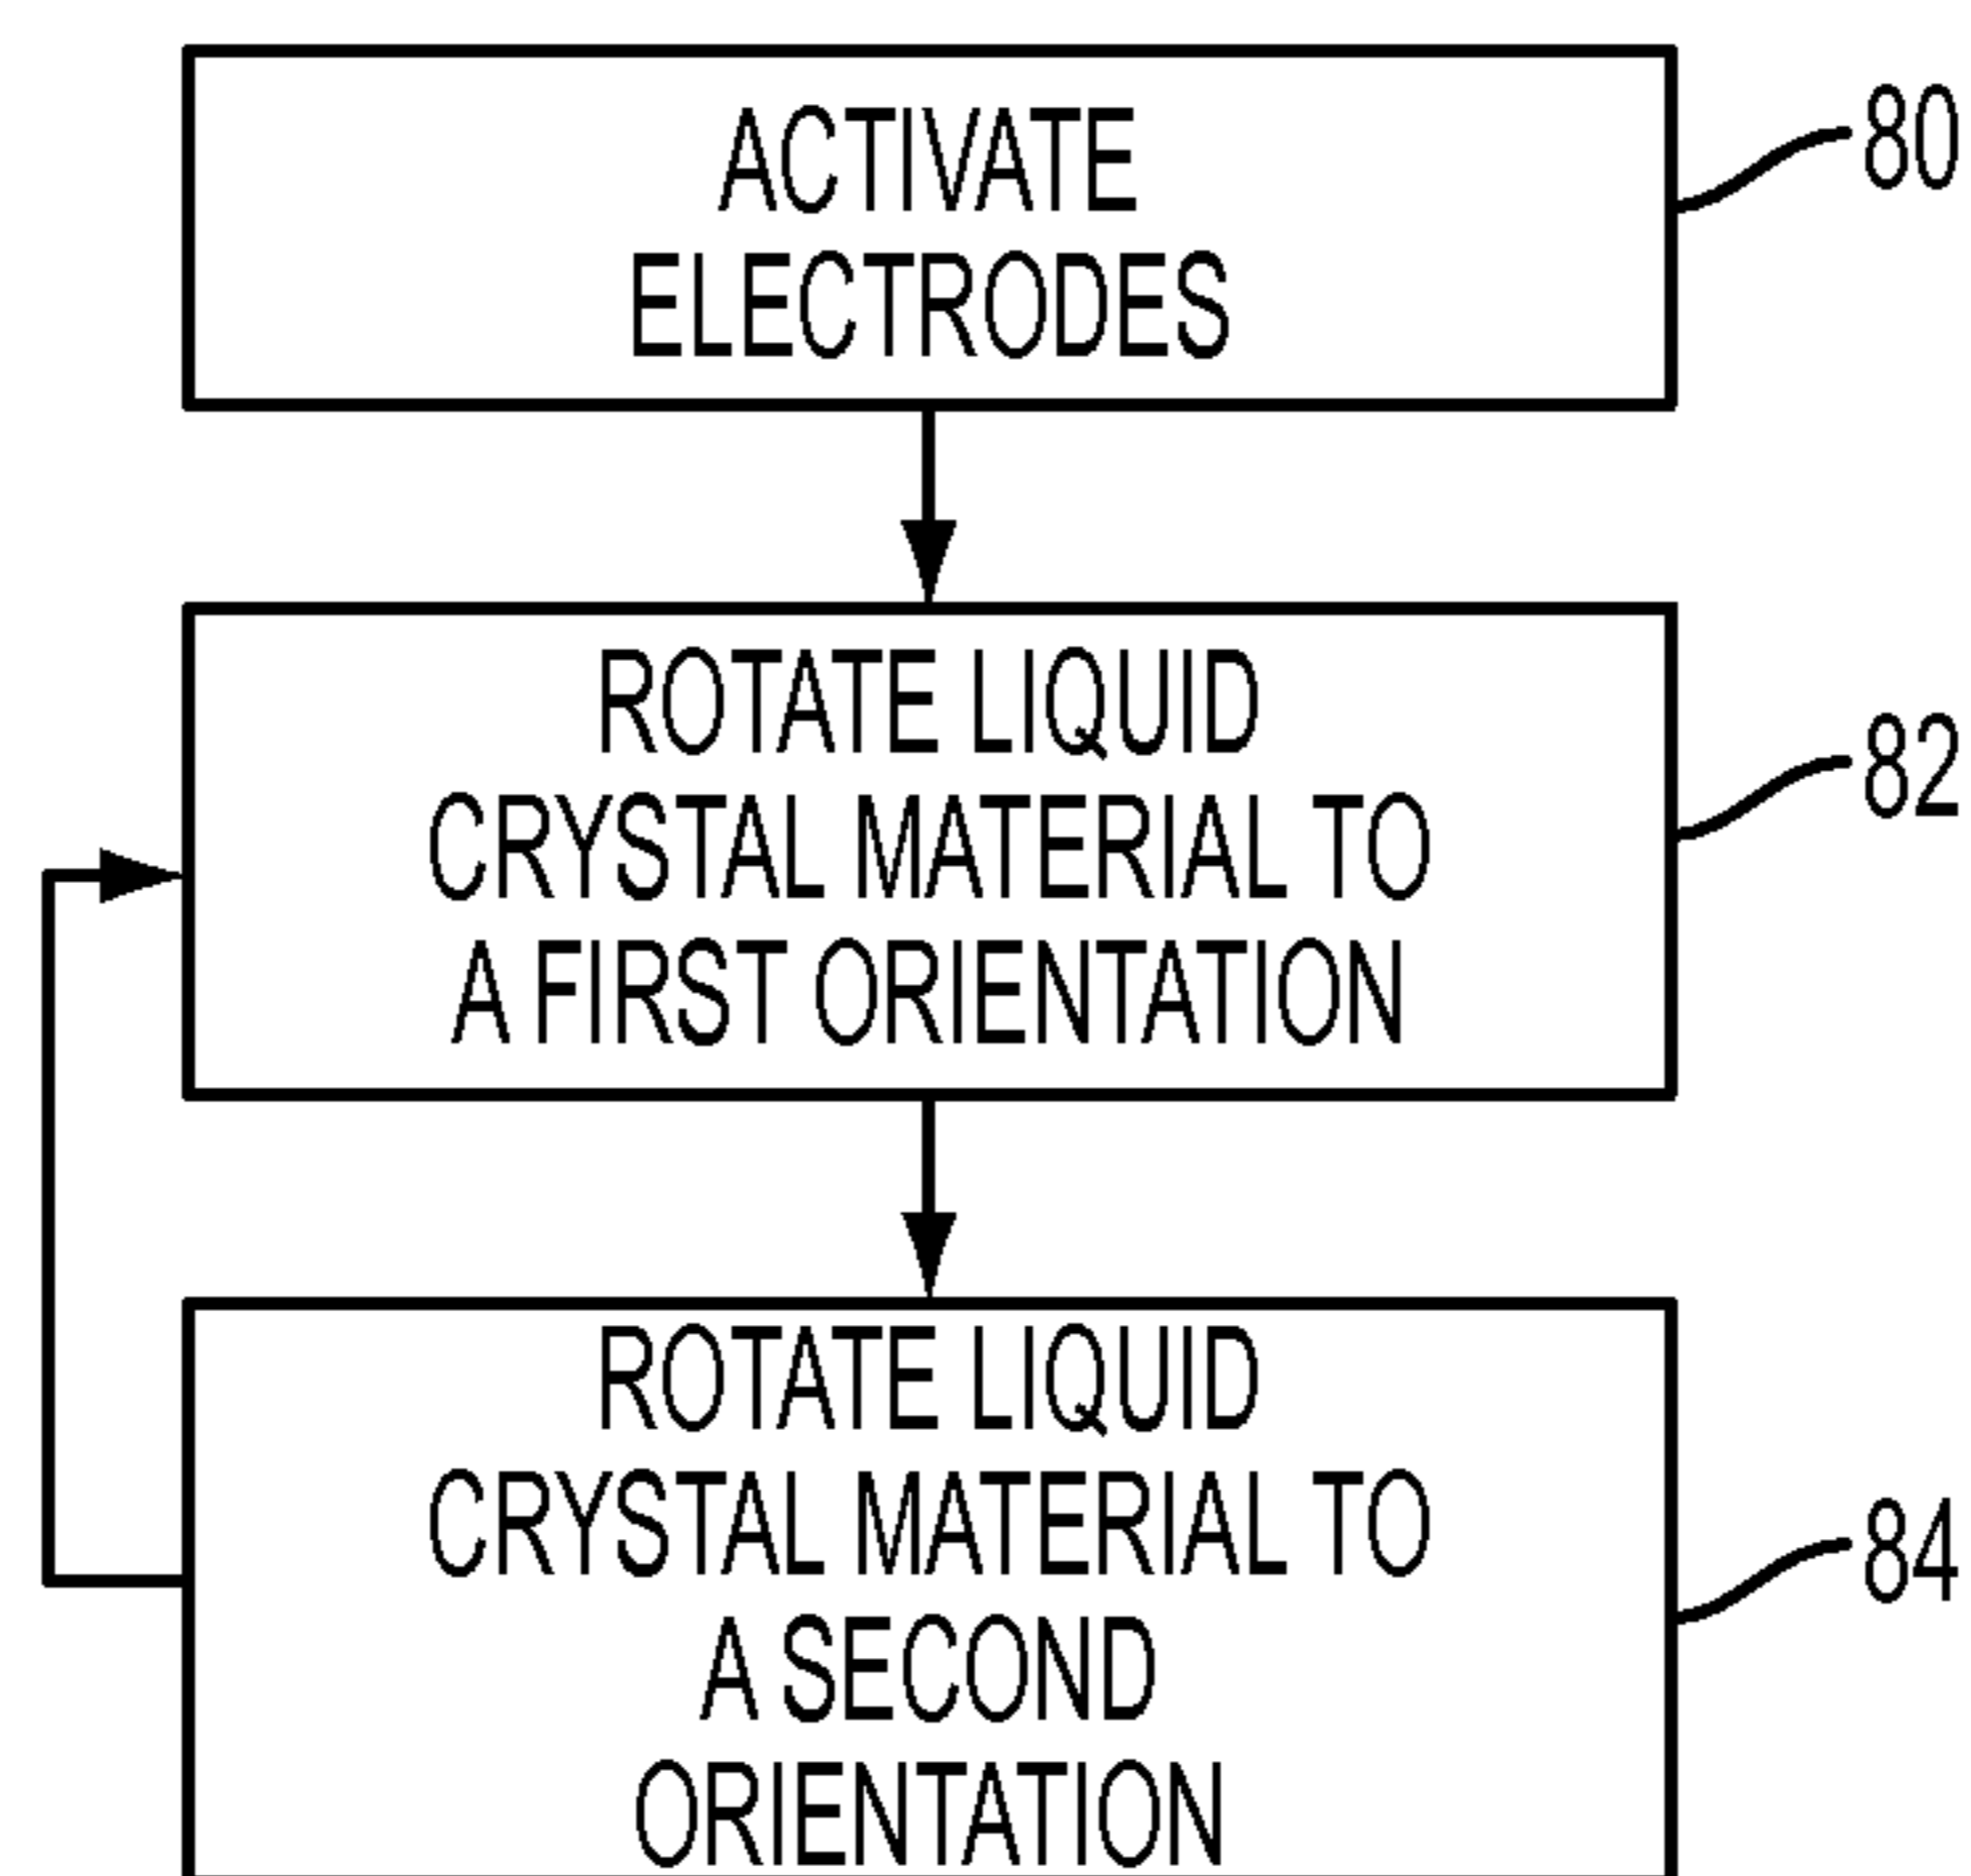 ACTIVATE
ELECTRODES
80
ROTATE LIQUID
CRYSTAL MATERIAL TO
A FIRST ORIENTATION
82
ROTATE LIQUID
CRYSTAL MATERIAL TO
A SECOND
ORIENTATION
84